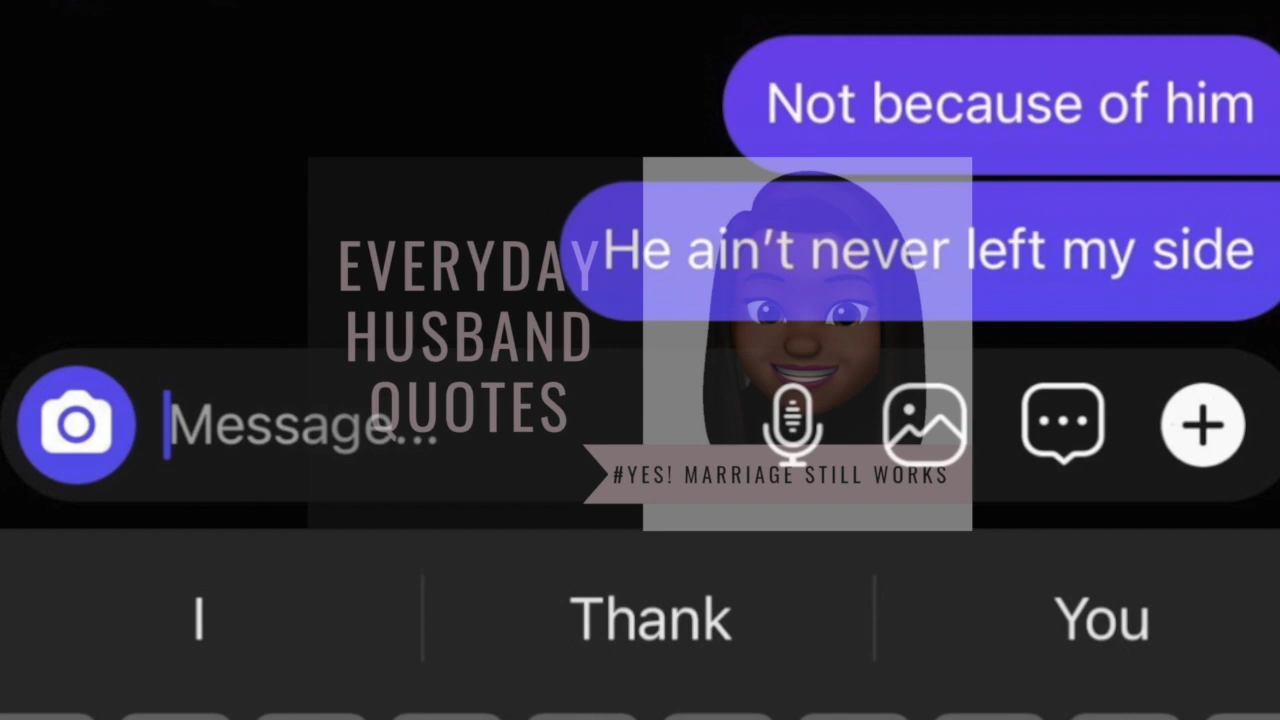 Not because of him
He ain't never left my side
EVERYDAY
HUSBAND
QUOTES
Message...
#YES! MARRIAGE STILL WORKS
I
Thank
You